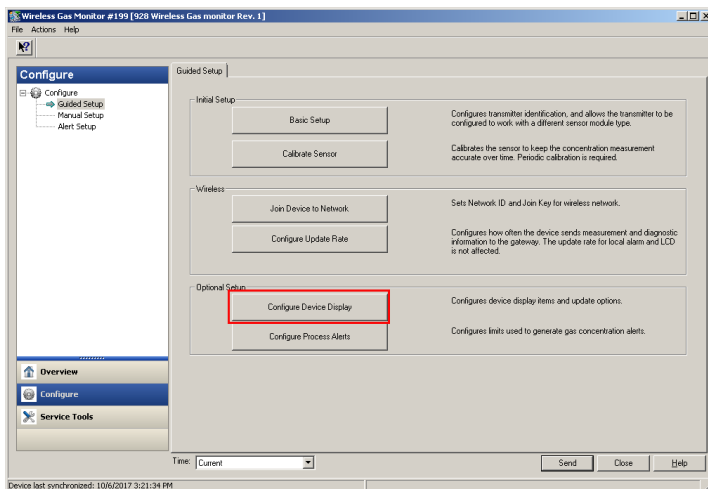 Wireless Gas Monitor #199 [928 Wireless Gas monitor Rev. 1]
File Actions Help
Configure
Configure
Guided Setup
Manual Setup
Alert Setup
Overview
Configure
Service Tools
Guided Setup
Initial Setup
Basic Setup
Configures transmitter identification, and allows the transmitter to be
configured to work with a different sensor module type.
Calibrate Sensor
Calibrates the sensor to keep the concentration measurement
accurate over time. Periodic calibration is required.
Wireless
Join Device to Network
Sets Network ID and Join Key for wireless network.
Configure Update Rate
Configures how often the device sends measurement and diagnostic
information to the gateway. The update rate for local alarm and LCD
is not affected.
Optional Setup
Configure Device Display
Configures device display items and update options.
Configure Process Alerts
Configures limits used to generate gas concentration alerts.
Time: Current
Send Close Help
Device last synchronized: 10/6/2017 3:21:34 PM